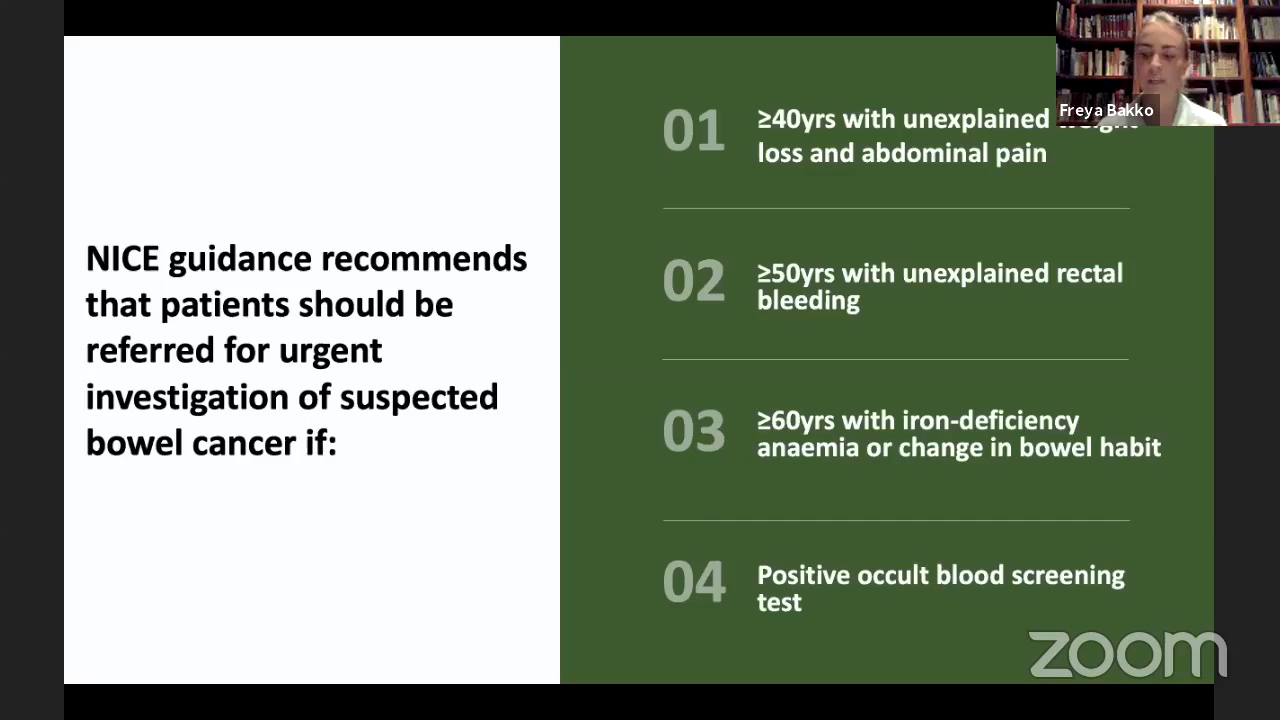 NICE guidance recommends
that patients should be
referred for urgent
investigation of suspected
bowel cancer if:
01
≥40yrs with unexplained weight
loss and abdominal pain
02
≥50yrs with unexplained rectal
bleeding
03
≥60yrs with iron-deficiency
anaemia or change in bowel habit
04
Positive occult blood screening
test
Freya Bakko
zoom